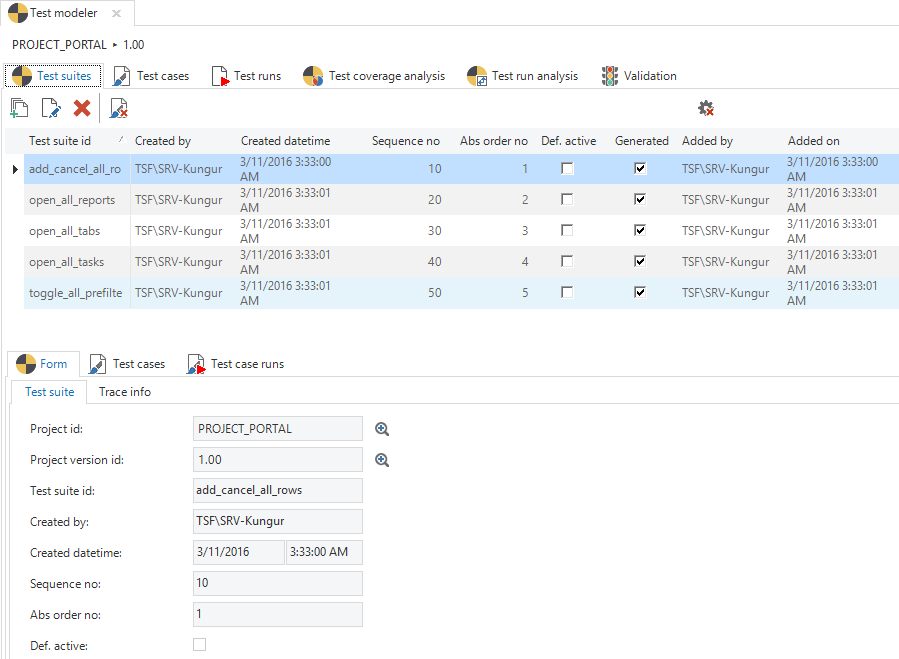 Test modeler
PROJECT_PORTAL ▸ 1.00
Test suites Test cases Test runs Test coverage analysis Test run analysis Validation
Test suite id Created by Created datetime Sequence no Abs order no Def. active Generated Added by Added on
add_cancel_all_ro TSF\SRV-Kungur 3/11/2016 3:33:00 AM 10 1 TSF\SRV-Kungur 3/11/2016 3:33:00 AM
open_all_reports TSF\SRV-Kungur 3/11/2016 3:33:01 AM 20 2 TSF\SRV-Kungur 3/11/2016 3:33:01 AM
open_all_tabs TSF\SRV-Kungur 3/11/2016 3:33:01 AM 30 3 TSF\SRV-Kungur 3/11/2016 3:33:01 AM
open_all_tasks TSF\SRV-Kungur 3/11/2016 3:33:01 AM 40 4 TSF\SRV-Kungur 3/11/2016 3:33:01 AM
toggle_all_prefilte TSF\SRV-Kungur 3/11/2016 3:33:01 AM 50 5 TSF\SRV-Kungur 3/11/2016 3:33:01 AM
Form Test cases Test case runs
Test suite Trace info
Project id: PROJECT_PORTAL
Project version id: 1.00
Test suite id: add_cancel_all_rows
Created by: TSF\SRV-Kungur
Created datetime: 3/11/2016 3:33:00 AM
Sequence no: 10
Abs order no: 1
Def. active: